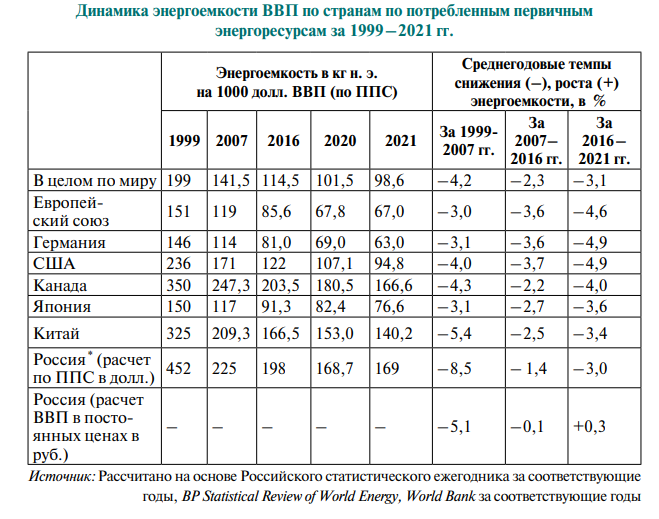 Динамика энергоемкости ВВП по странам по потребленным первичным
энергоресурсам за 1999—2021 гг.
Энергоемкость в кг н. э.
на 1000 долл. ВВП (по ППС)
Среднегодовые темпы
снижения (−), роста (+)
энергоемкости, в %
1999 2007 2016 2020 2021 За 1999-2007 гг. За 2007—2016 гг. За 2016—2021 гг.
В целом по миру 199 141,5 114,5 101,5 98,6 −4,2 −2,3 −3,1
Европей-
ский союз 151 119 85,6 67,8 67,0 −3,0 −3,6 −4,6
Германия 146 114 81,0 69,0 63,0 −3,1 −3,6 −4,9
США 236 171 122 107,1 94,8 −4,0 −3,7 −4,9
Канада 350 247,3 203,5 180,5 166,6 −4,3 −2,2 −4,0
Япония 150 117 91,3 82,4 76,6 −3,1 −2,7 −3,6
Китай 325 209,3 166,5 153,0 140,2 −5,4 −2,5 −3,4
Россия* (расчет
по ППС в долл.) 452 225 198 168,7 169 −8,5 −1,4 −3,0
Россия (расчет
ВВП в посто-
янных ценах в
руб.) – – – – – −5,1 −0,1 +0,3
Источник: Рассчитано на основе Российского статистического ежегодника за соответствующие
годы, BP Statistical Review of World Energy, World Bank за соответствующие годы